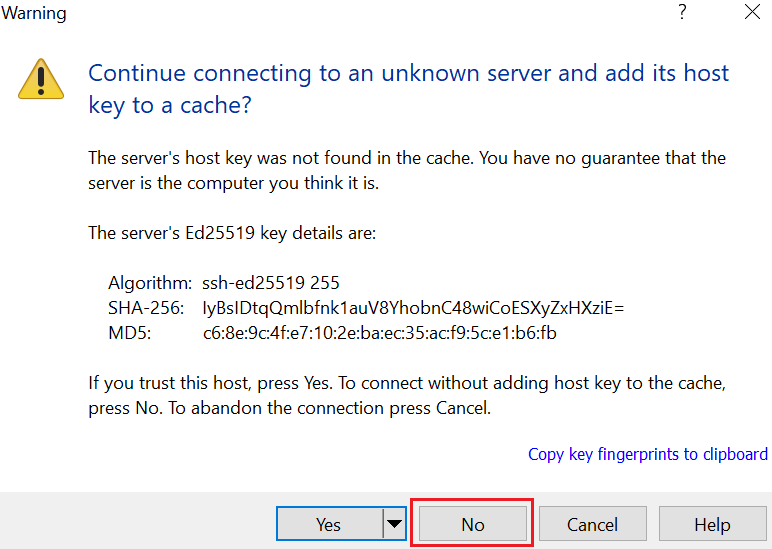 Warning
?
Continue connecting to an unknown server and add its host
key to a cache?
The server's host key was not found in the cache. You have no guarantee that the
server is the computer you think it is.
The server's Ed25519 key details are:
Algorithm: ssh-ed25519 255
SHA-256: IyBsIDtqQmlbfnk1auV8YhobnC48wiCoESXyZxHXziE=
MD5: c6:8e:9c:4f:e7:10:2e:ba:ec:35:ac:f9:5c:e1:b6:fb
If you trust this host, press Yes. To connect without adding host key to the cache,
press No. To abandon the connection press Cancel.
Copy key fingerprints to clipboard
Yes No Cancel Help